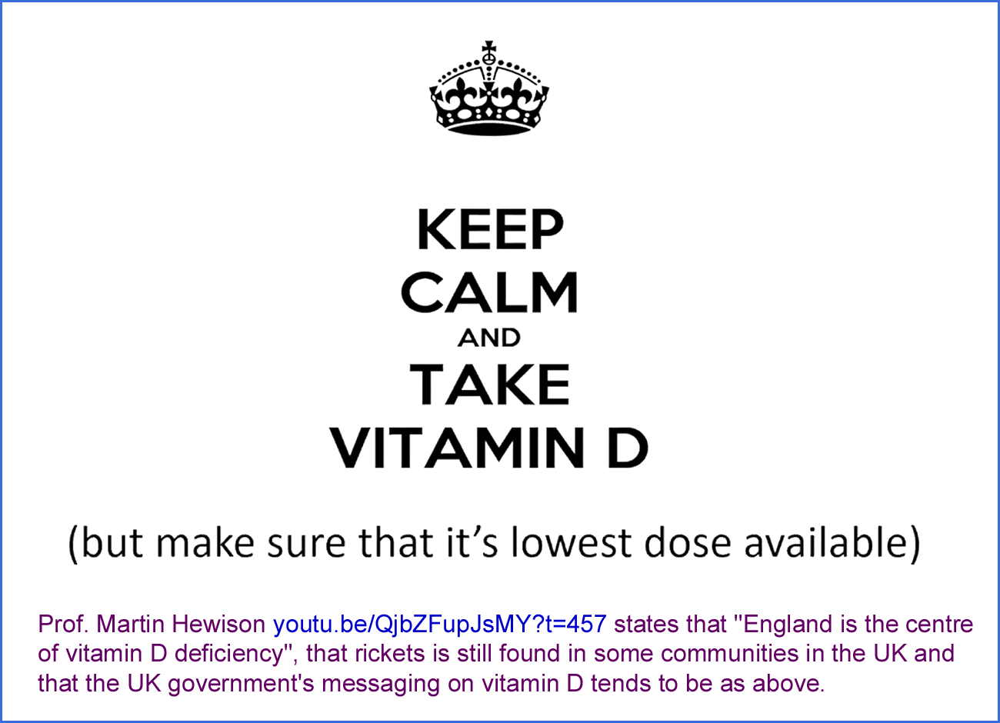 KEEP
CALM
AND
TAKE
VITAMIN D
(but make sure that it’s lowest dose available)
Prof. Martin Hewison youtu.be/QjbZFupJsMY?t=457 states that "England is the centre
of vitamin D deficiency", that rickets is still found in some communities in the UK and
that the UK government's messaging on vitamin D tends to be as above.